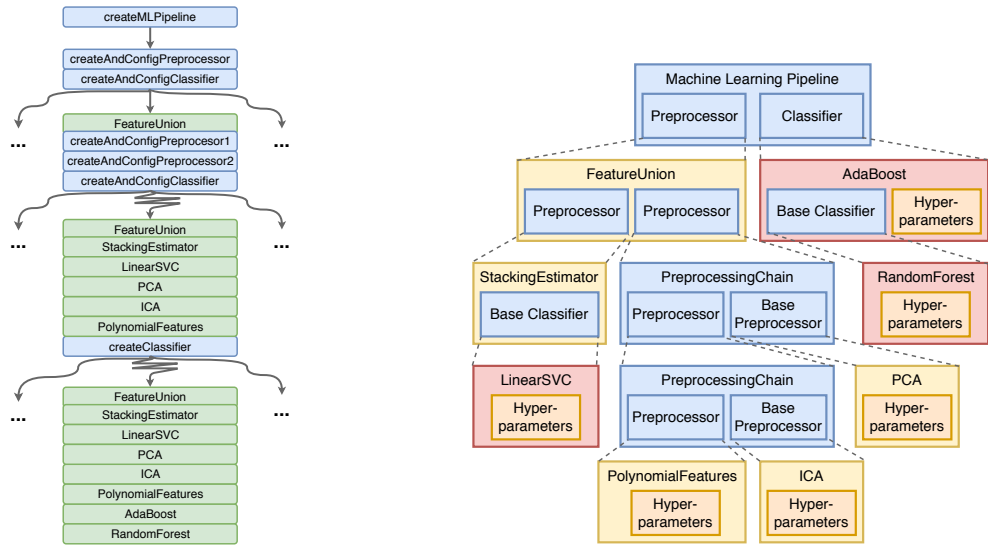 createMLPipeline
createAndConfigPreprocessor
createAndConfigClassifier
FeatureUnion
createAndConfigPreprocesor1
...
...
createAndConfigPreprocessor2
createAndConfigClassifier
FeatureUnion
...
...
StackingEstimator
LinearSVC
PCA
ICA
PolynomialFeatures
createClassifier
FeatureUnion
...
...
StackingEstimator
LinearSVC
PCA
ICA
PolynomialFeatures
AdaBoost
RandomForest
Machine Learning Pipeline
Preprocessor
Classifier
FeatureUnion
Preprocessor
Preprocessor
AdaBoost
Base Classifier
Hyper-
parameters
StackingEstimator
Base Classifier
PreprocessingChain
Preprocessor
Base
Preprocessor
RandomForest
Hyper-
parameters
LinearSVC
Hyper-
parameters
PreprocessingChain
Preprocessor
Base
Preprocessor
PCA
Hyper-
parameters
PolynomialFeatures
Hyper-
parameters
ICA
Hyper-
parameters